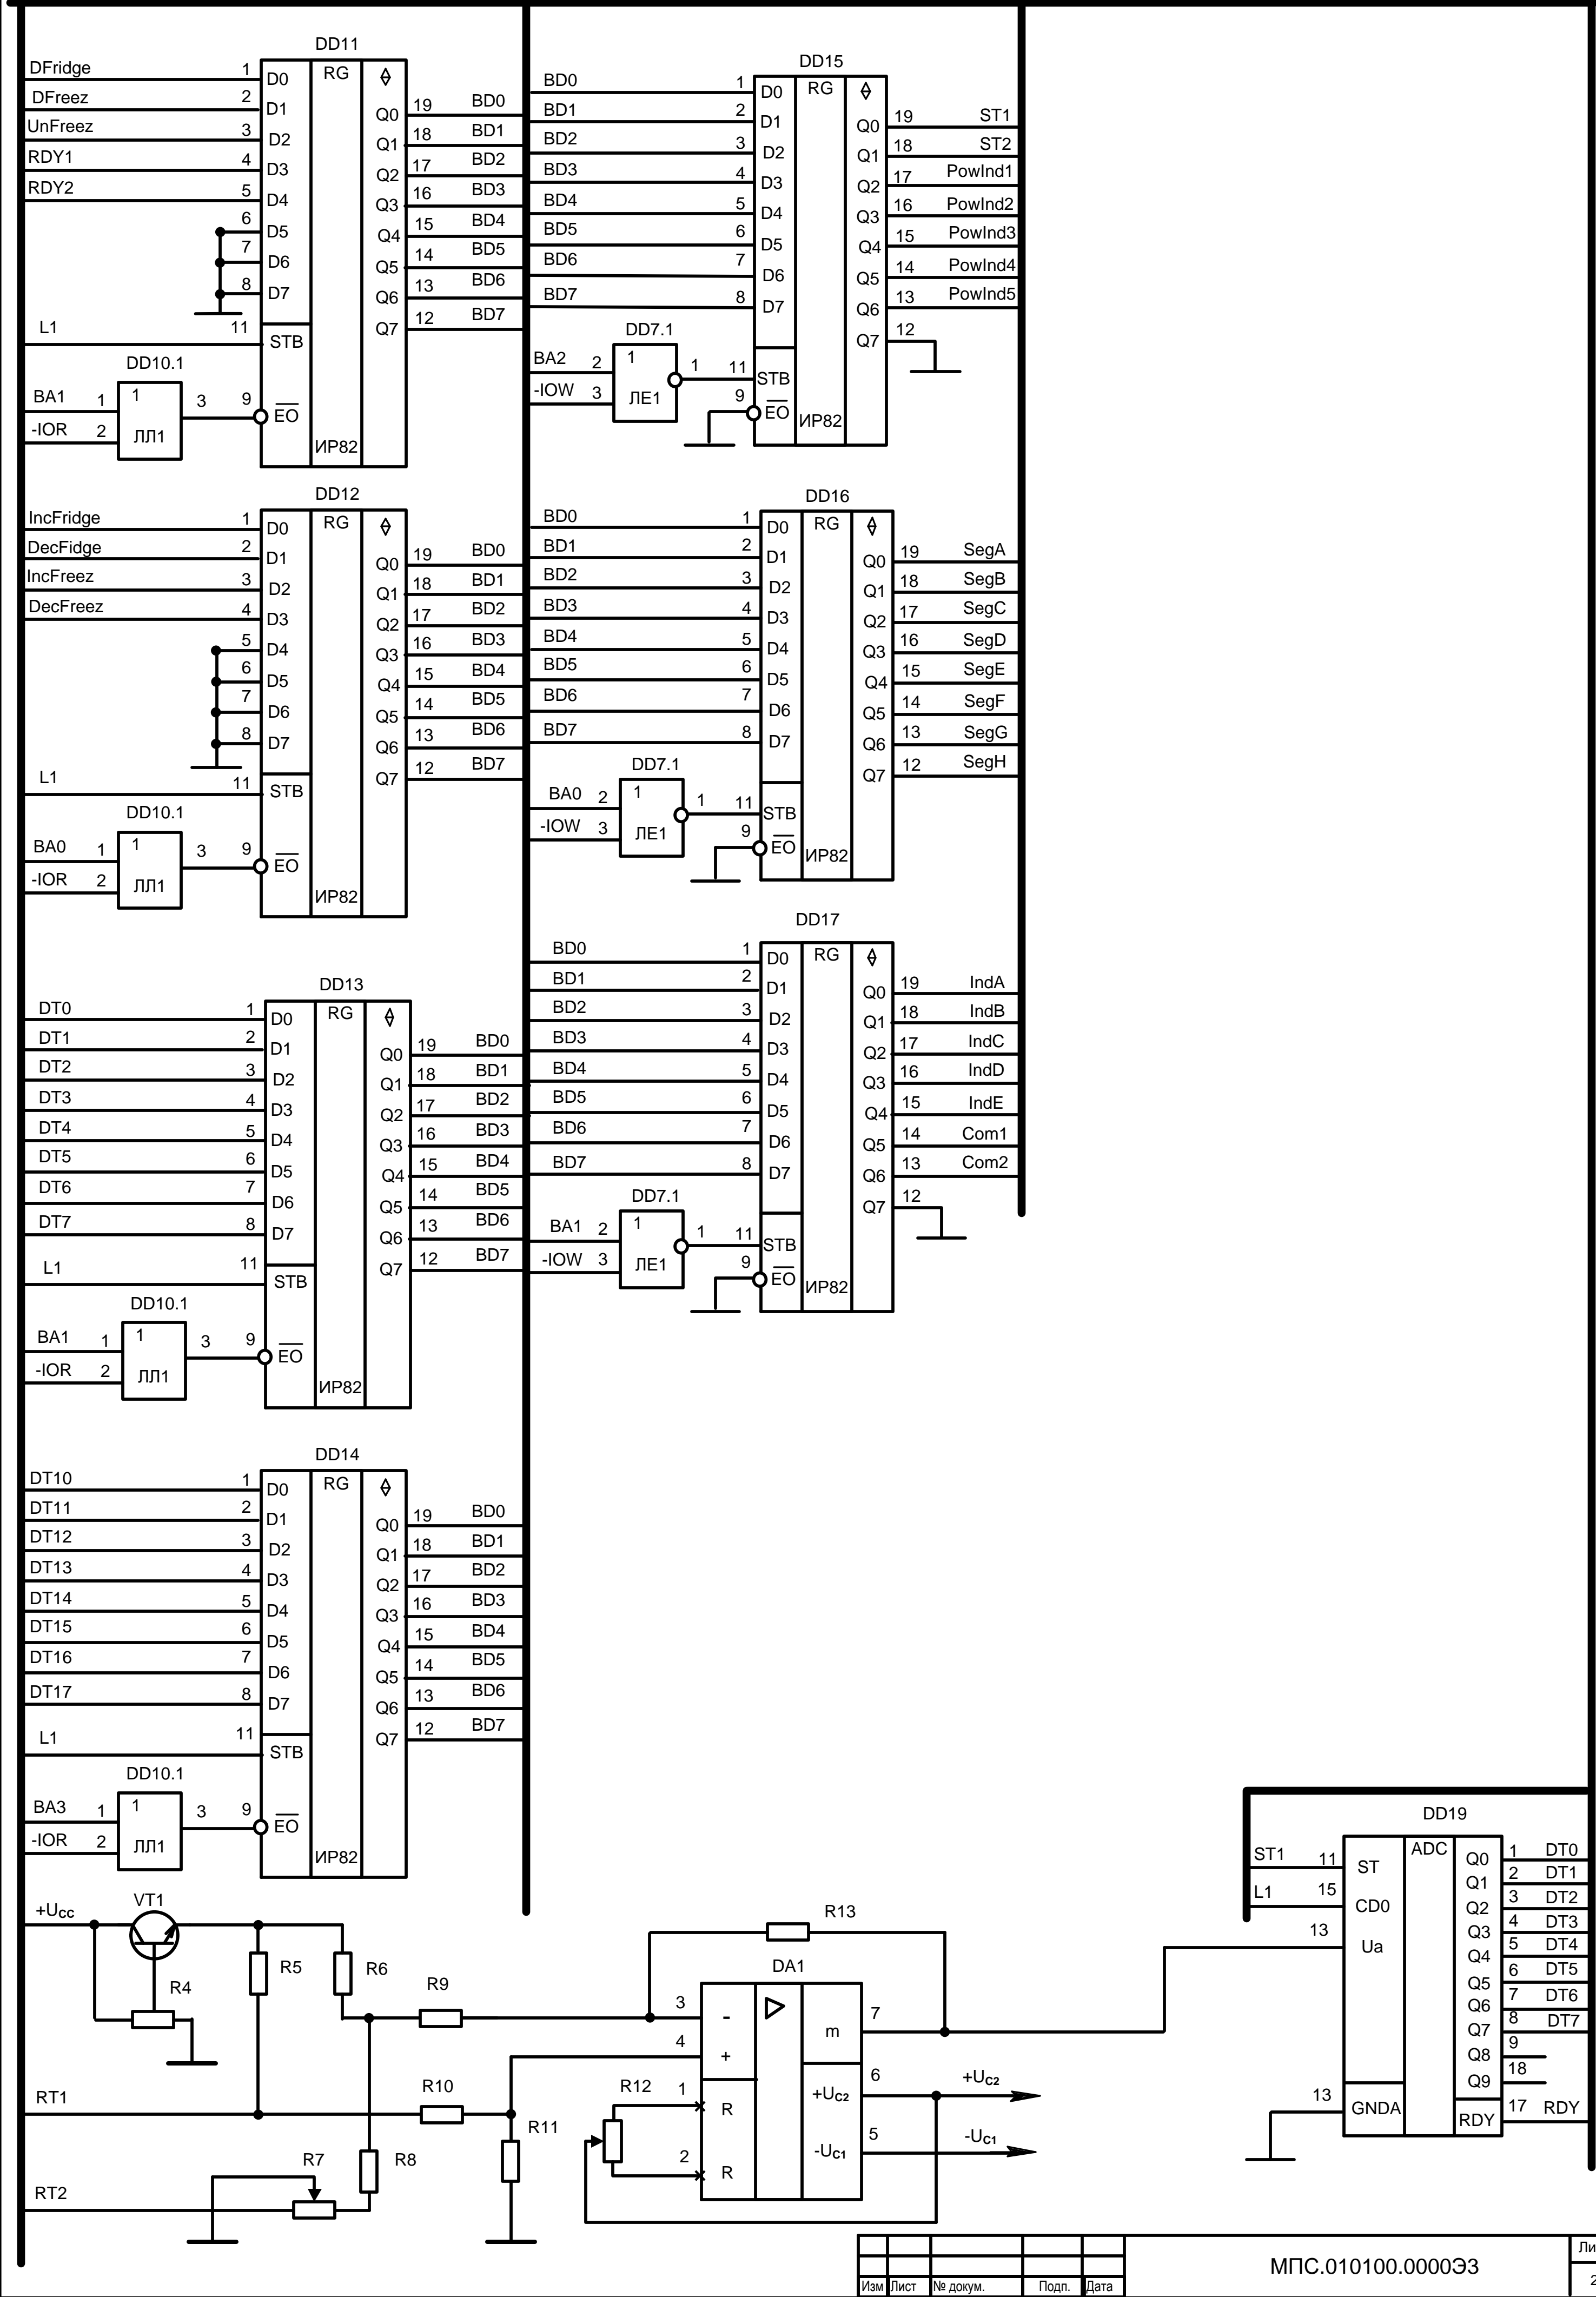 DD11
DFridge 1 D0 RG
DFreez 2 D1 Q0 19 BD0
UnFreez 3 D2 Q1 18 BD1
RDY1 4 D3 Q2 17 BD2
RDY2 5 D4 Q3 16 BD3
6 D5 Q4 15 BD4
7 D6 Q5 14 BD5
8 D7 Q6 13 BD6
Q7 12 BD7
L1 11 STB
DD10.1
BA1 1 1 3 9 EO
-IOR 2 ЛЛ1
ИР82
DD12
IncFridge 1 D0 RG
DecFidge 2 D1 Q0 19 BD0
IncFreez 3 D2 Q1 18 BD1
DecFreez 4 D3 Q2 17 BD2
5 D4 Q3 16 BD3
6 D5 Q4 15 BD4
7 D6 Q5 14 BD5
8 D7 Q6 13 BD6
Q7 12 BD7
L1 11 STB
DD10.1
BA0 1 1 3 9 EO
-IOR 2 ЛЛ1
ИР82
DD13
DT0 1 D0 RG
DT1 2 D1 Q0 19 BD0
DT2 3 D2 Q1 18 BD1
DT3 4 D3 Q2 17 BD2
DT4 5 D4 Q3 16 BD3
DT5 6 D5 Q4 15 BD4
DT6 7 D6 Q5 14 BD5
DT7 8 D7 Q6 13 BD6
Q7 12 BD7
L1 11 STB
DD10.1
BA1 1 1 3 9 EO
-IOR 2 ЛЛ1
ИР82
DD14
DT10 1 D0 RG
DT11 2 D1 Q0 19 BD0
DT12 3 D2 Q1 18 BD1
DT13 4 D3 Q2 17 BD2
DT14 5 D4 Q3 16 BD3
DT15 6 D5 Q4 15 BD4
DT16 7 D6 Q5 14 BD5
DT17 8 D7 Q6 13 BD6
Q7 12 BD7
L1 11 STB
DD10.1
BA3 1 1 3 9 EO
-IOR 2 ЛЛ1
ИР82
DD15
BD0 1 D0 RG
BD1 2 D1 Q0 19 ST1
BD2 3 D2 Q1 18 ST2
BD3 4 D3 Q2 17 PowInd1
BD4 5 D4 Q3 16 PowInd2
BD5 6 D5 Q4 15 PowInd3
BD6 7 D6 Q5 14 PowInd4
BD7 8 D7 Q6 13 PowInd5
Q7 12
DD7.1
BA2 2 1 1 11 STB
-IOW 3 ЛЕ1 9 EO
ИР82
DD16
BD0 1 D0 RG
BD1 2 D1 Q0 19 SegA
BD2 3 D2 Q1 18 SegB
BD3 4 D3 Q2 17 SegC
BD4 5 D4 Q3 16 SegD
BD5 6 D5 Q4 15 SegE
BD6 7 D6 Q5 14 SegF
BD7 8 D7 Q6 13 SegG
Q7 12 SegH
DD7.1
BA0 2 1 1 11 STB
-IOW 3 ЛЕ1 9 EO
ИР82
DD17
BD0 1 D0 RG
BD1 2 D1 Q0 19 IndA
BD2 3 D2 Q1 18 IndB
BD3 4 D3 Q2 17 IndC
BD4 5 D4 Q3 16 IndD
BD5 6 D5 Q4 15 IndE
BD6 7 D6 Q5 14 Com1
BD7 8 D7 Q6 13 Com2
Q7 12
DD7.1
BA1 2 1 1 11 STB
-IOW 3 ЛЕ1 9 EO
ИР82
+Ucc VT1
R4 R5 R6 R9 R13
RT1 R10 R11 R12
RT2 R7 R8
DA1
3 - m 7
4 +
1 R +Uc2 6 +Uc2
2 R -Uc1 5 -Uc1
DD19
ST1 11 ST ADC Q0 1 DT0
L1 15 CD0 Q1 2 DT1
13 Ua Q2 3 DT2
Q3 4 DT3
Q4 5 DT4
Q5 6 DT5
Q6 7 DT6
Q7 8 DT7
Q8 9
Q9 18
13 GNDA RDY 17 RDY
МПС.010100.0000Э3
Изм Лист № докум. Подп. Дата
2